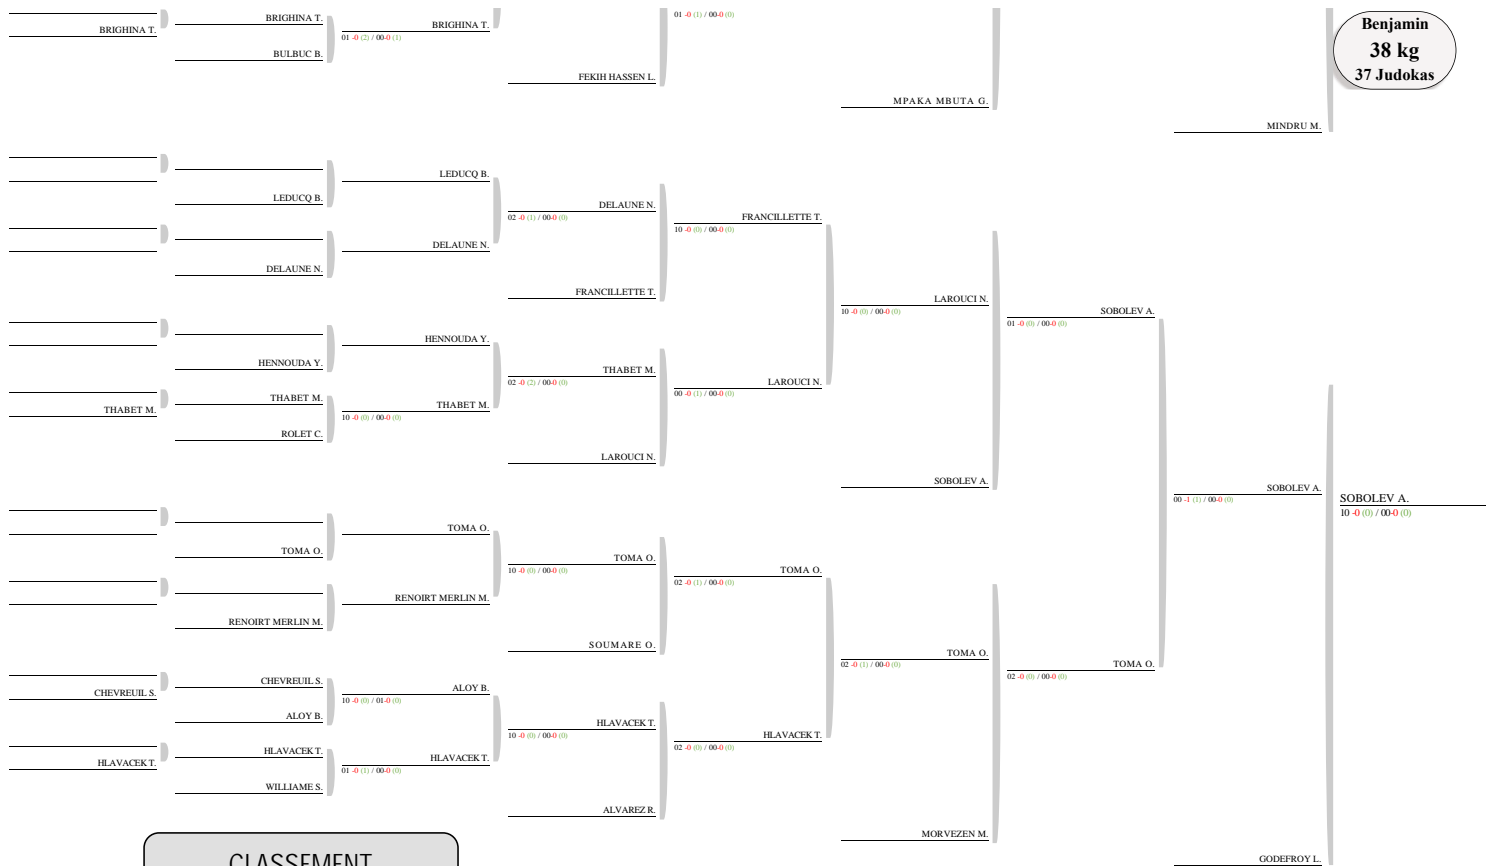 BRIGHINA T.
BRIGHINA T.
BULBUC B.
BRIGHINA T.
01 -0 (2) / 00-0 (1)
FEKIH HASSEN L.
01 -0 (1) / 00-0 (0)
MPAKA MBUTA G.
MINDRU M.
Benjamin
38 kg
37 Judokas
LEDUCQ B.
DELAUNE N.
LEDUCQ B.
DELAUNE N.
DELAUNE N.
02 -0 (1) / 00-0 (0)
FRANCILLETTE T.
FRANCILLETTE T.
10 -0 (0) / 00-0 (0)
HENNOUDA Y.
THABET M.
THABET M.
ROLET C.
HENNOUDA Y.
THABET M.
10 -0 (0) / 00-0 (0)
THABET M.
02 -0 (2) / 00-0 (0)
LAROUCI N.
LAROUCI N.
00 -0 (1) / 00-0 (0)
LAROUCI N.
10 -0 (0) / 00-0 (0)
SOBOLEV A.
SOBOLEV A.
01 -0 (0) / 00-0 (0)
TOMA O.
RENOIRT MERLIN M.
TOMA O.
RENOIRT MERLIN M.
TOMA O.
10 -0 (0) / 00-0 (0)
SOUMARE O.
TOMA O.
02 -0 (1) / 00-0 (0)
CHEVREUIL S.
CHEVREUIL S.
ALOY B.
ALOY B.
10 -0 (0) / 01-0 (0)
HLAVACEK T.
HLAVACEK T.
WILLIAME S.
HLAVACEK T.
01 -0 (1) / 00-0 (0)
HLAVACEK T.
10 -0 (0) / 00-0 (0)
ALVAREZ R.
HLAVACEK T.
02 -0 (0) / 00-0 (0)
TOMA O.
02 -0 (1) / 00-0 (0)
MORVEZEN M.
TOMA O.
02 -0 (0) / 00-0 (0)
SOBOLEV A.
00 -1 (1) / 00-0 (0)
GODEFROY L.
SOBOLEV A.
10 -0 (0) / 00-0 (0)
CLASSEMENT